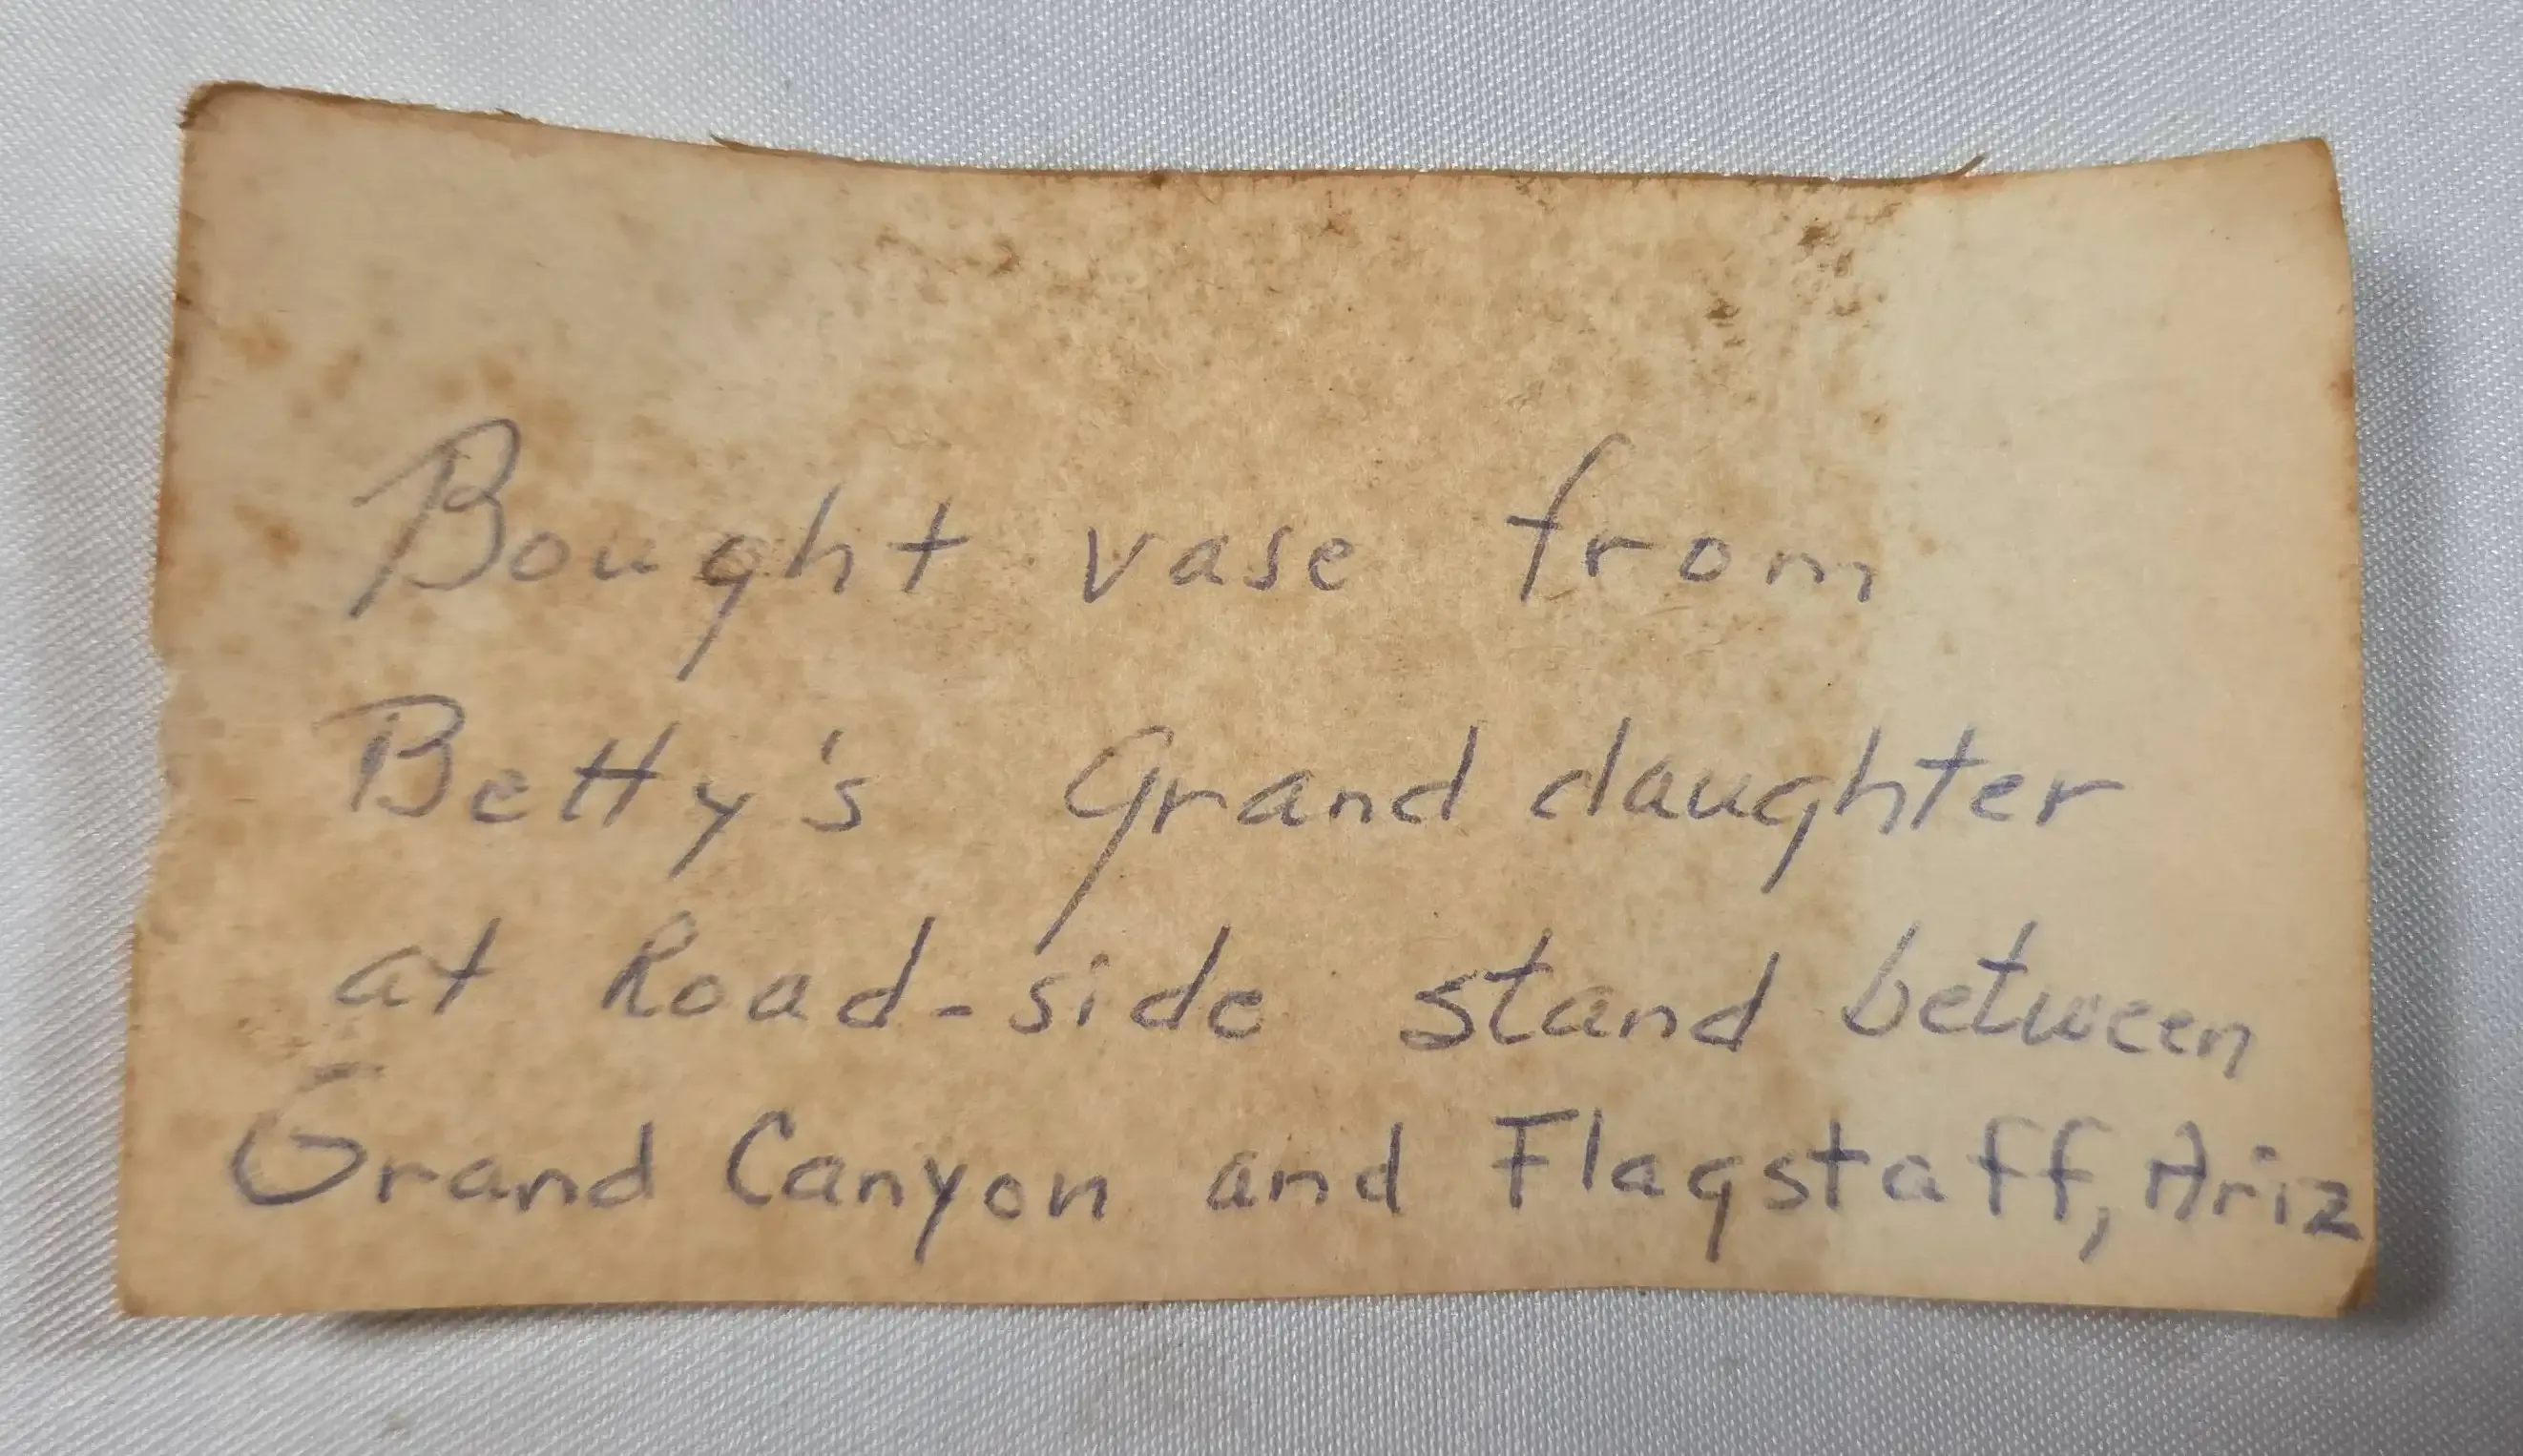 Bought vase from
Betty's Grand daughter
at Road-side stand between
Grand Canyon and Flagstaff, Ariz